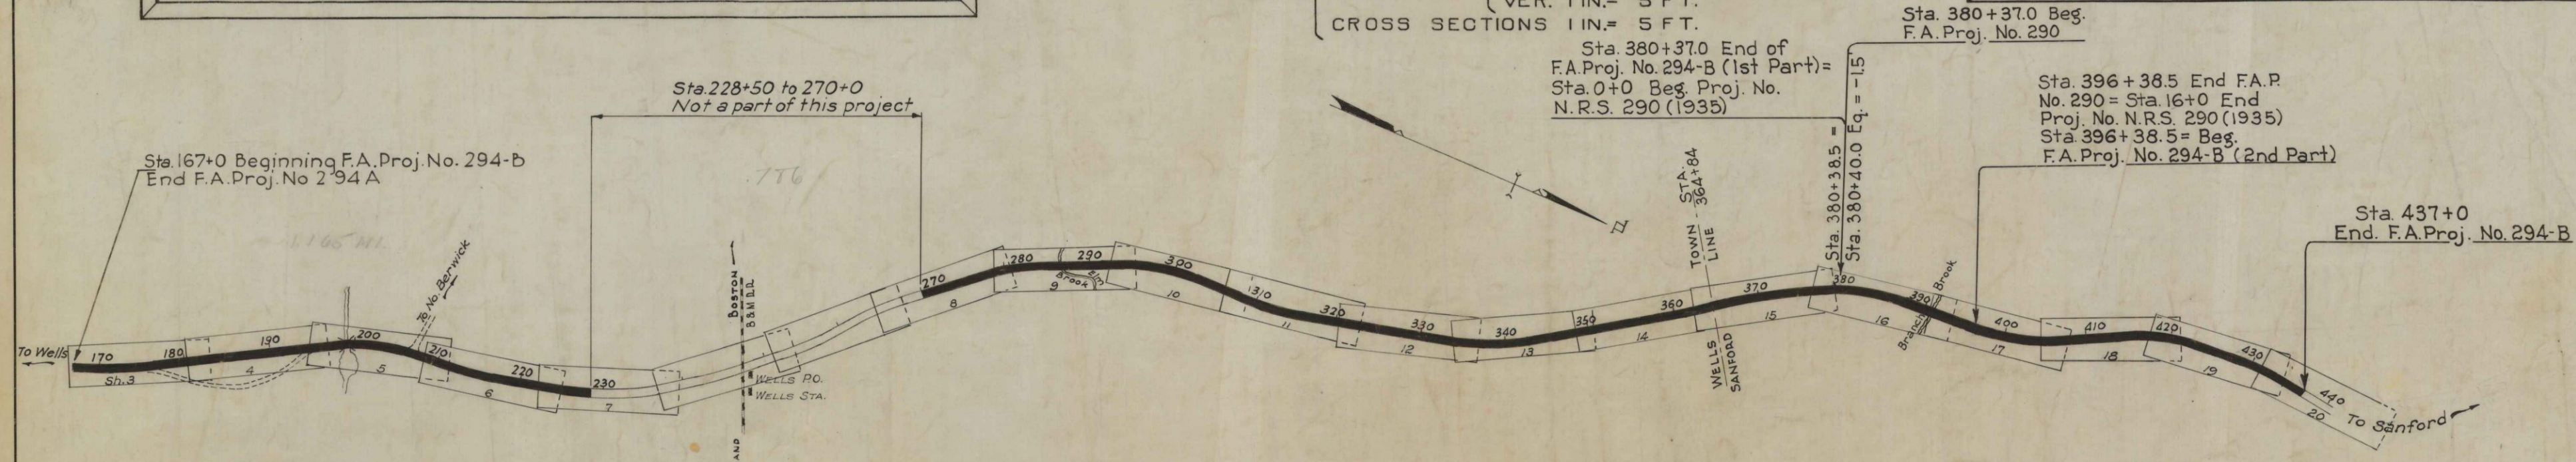 VER. 1 IN.= 5 FT.
CROSS SECTIONS 1 IN.= 5 FT.
Sta. 380+37.0 Beg.
F.A. Proj. No. 290
Sta. 380+37.0 End of
F.A. Proj. No. 294-B (1st Part)=
Sta. 0+0 Beg. Proj. No.
N.R.S. 290 (1935)
Sta. 396+38.5 End F.A.P.
No. 290 = Sta. 16+0 End
Proj. No. N.R.S. 290 (1935)
Sta. 396+38.5= Beg.
F.A. Proj. No. 294-B (2nd Part)
Sta. 228+50 to 270+0
Not a part of this project
Sta. 167+0 Beginning F.A. Proj. No. 294-B
End F.A. Proj. No 294 A
Sta. 437+0
End. F.A. Proj. No. 294-B
Sta. 380+38.5 =
Sta. 380+40.0 Eq. = -1.5
TOWN LINE
STA. 364+84
WELLS
SANFORD
N
1.165 MI.
.786
To No. Berwick
BOSTON
B & M R.R.
AND
WELLS P.O.
WELLS STA.
Brook
Branch Brook
To Wells
To Sanford
170
180
190
200
210
220
230
270
280
290
300
310
320
330
340
350
360
370
380
390
400
410
420
430
440
Sh. 3
4
5
6
7
8
9
10
11
12
13
14
15
16
17
18
19
20